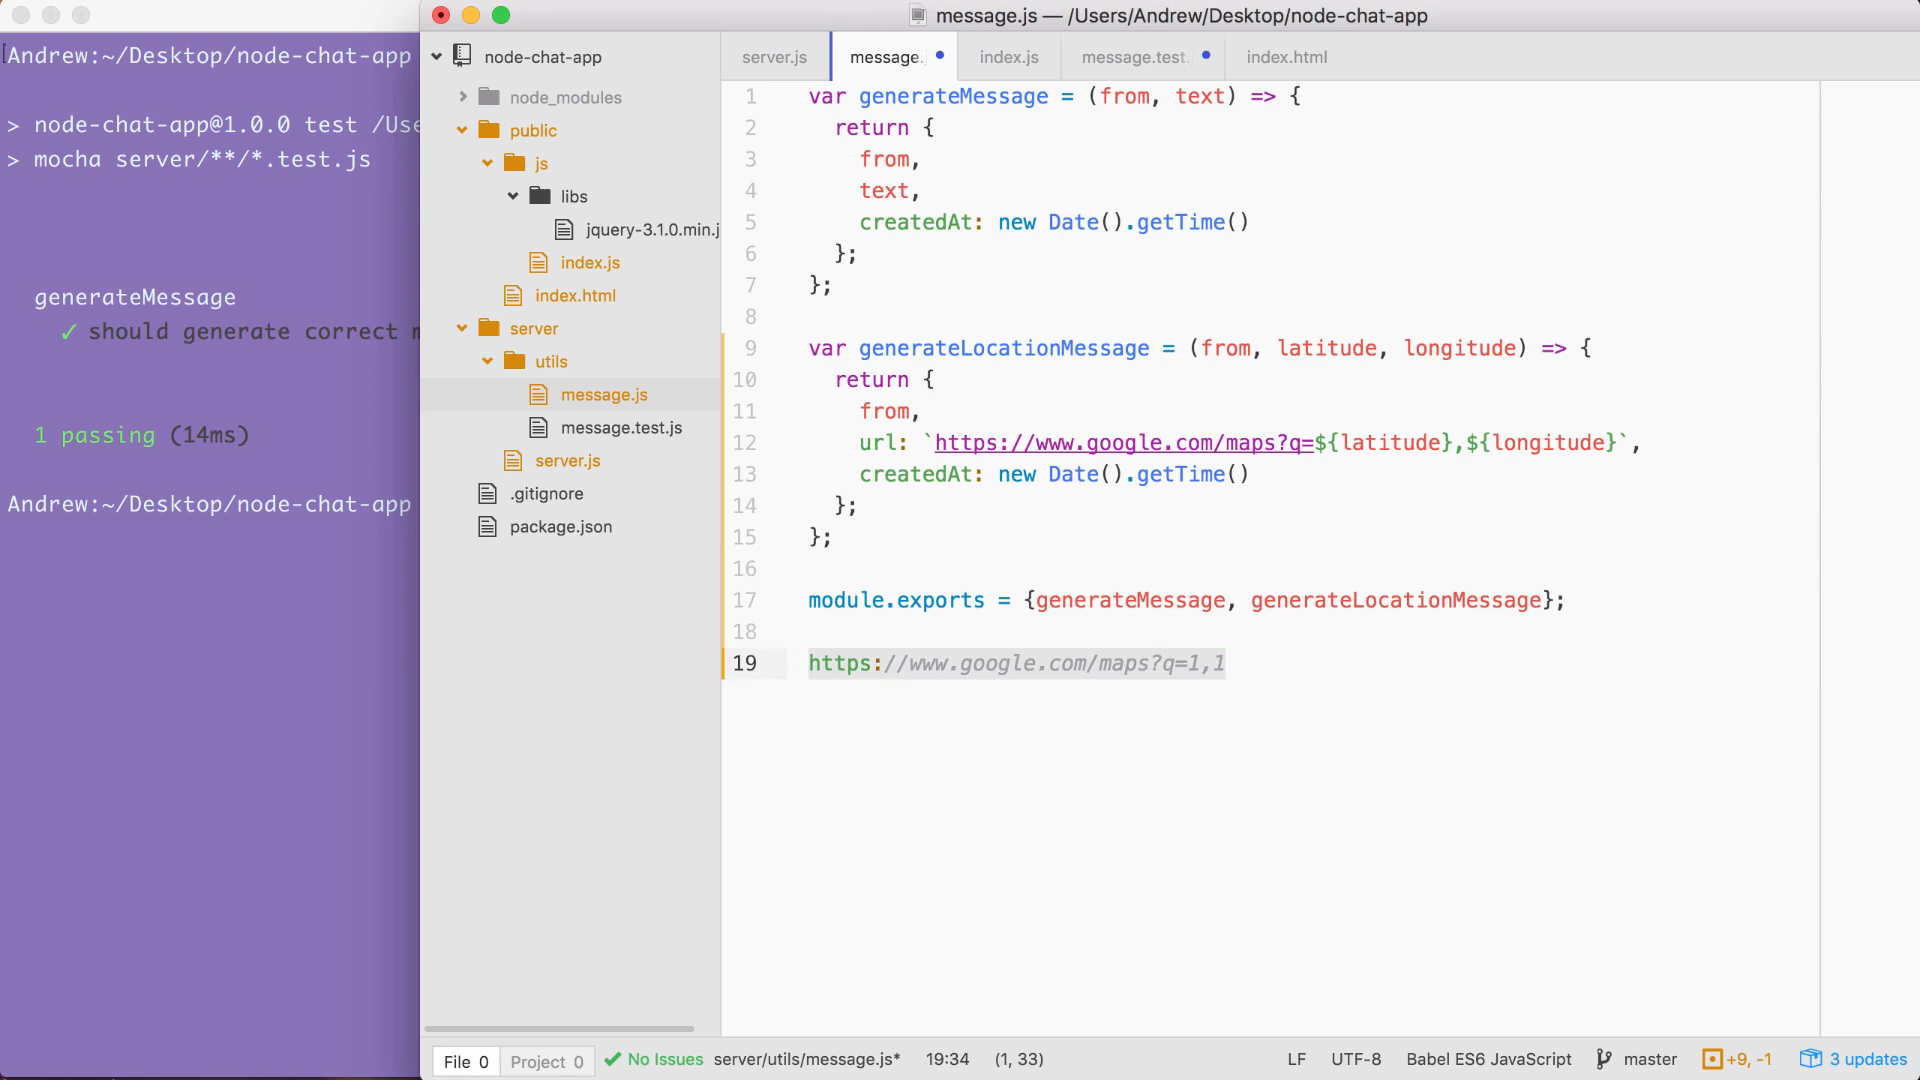 Andrew:~/Desktop/node-chat-app
> node-chat-app@1.0.0 test /Use
> mocha server/**/*.test.js
generateMessage
✓ should generate correct
1 passing (14ms)
Andrew:~/Desktop/node-chat-app
message.js — /Users/Andrew/Desktop/node-chat-app
node-chat-app
node_modules
public
js
libs
jquery-3.1.0.min.j
index.js
index.html
server
utils
message.js
message.test.js
server.js
.gitignore
package.json
server.js
message.
index.js
message.test.
index.html
1 var generateMessage = (from, text) => {
2 return {
3 from,
4 text,
5 createdAt: new Date().getTime()
6 };
7 };
8
9 var generateLocationMessage = (from, latitude, longitude) => {
10 return {
11 from,
12 url: `https://www.google.com/maps?q=${latitude},${longitude}`,
13 createdAt: new Date().getTime()
14 };
15 };
16
17 module.exports = {generateMessage, generateLocationMessage};
18
19 https://www.google.com/maps?q=1,1
File 0 Project 0 No Issues server/utils/message.js* 19:34 (1, 33) LF UTF-8 Babel ES6 JavaScript master +9, -1 3 updates